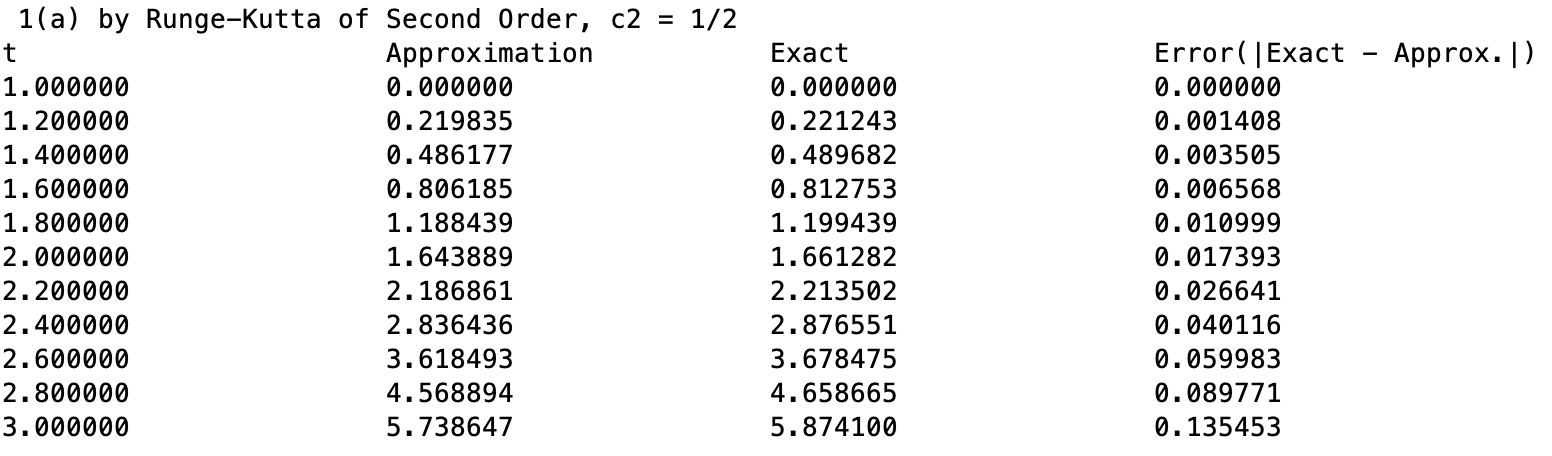 1(a) by Runge-Kutta of Second Order, c2 = 1/2
t Approximation Exact Error(|Exact - Approx.|)
1.000000 0.000000 0.000000 0.000000
1.200000 0.219835 0.221243 0.001408
1.400000 0.486177 0.489682 0.003505
1.600000 0.806185 0.812753 0.006568
1.800000 1.188439 1.199439 0.010999
2.000000 1.643889 1.661282 0.017393
2.200000 2.186861 2.213502 0.026641
2.400000 2.836436 2.876551 0.040116
2.600000 3.618493 3.678475 0.059983
2.800000 4.568894 4.658665 0.089771
3.000000 5.738647 5.874100 0.135453